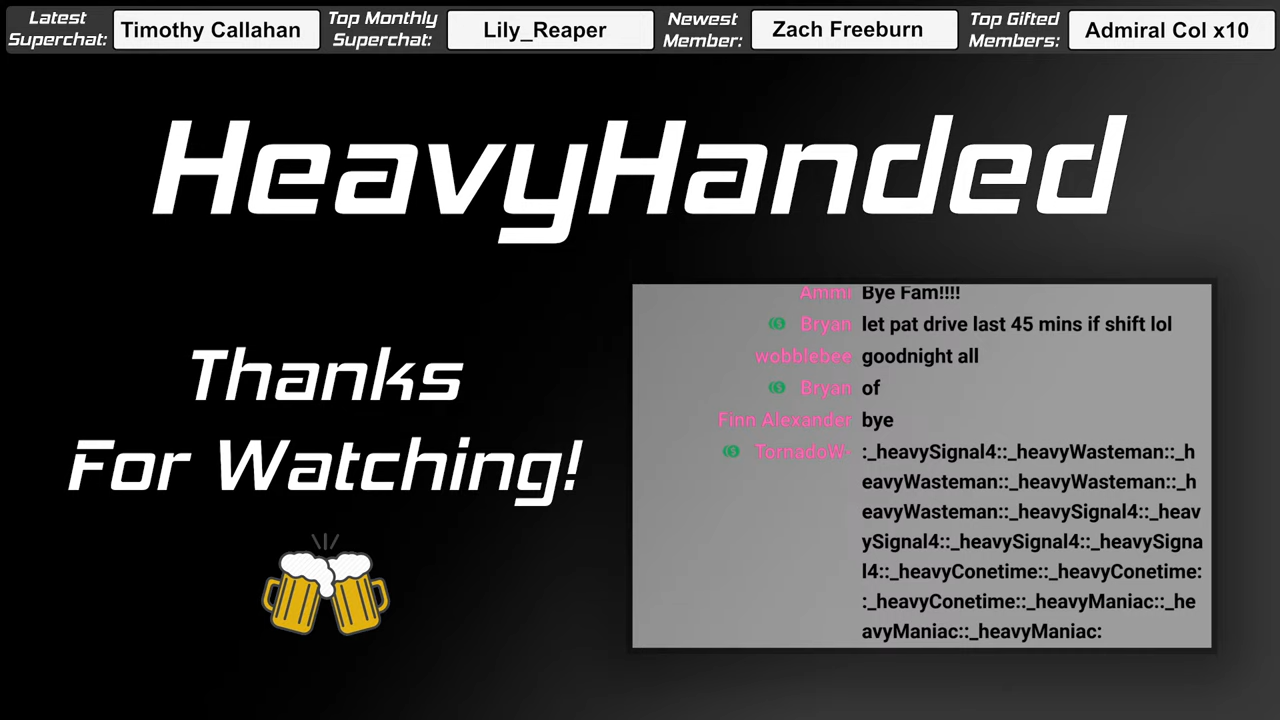 Latest Superchat: Timothy Callahan
Top Monthly Superchat: Lily_Reaper
Newest Member: Zach Freeburn
Top Gifted Members: Admiral Col x10
HeavyHanded
Thanks
For Watching!
Ammi Bye Fam!!!!
Bryan let pat drive last 45 mins if shift lol
wobblebee goodnight all
Bryan of
Finn Alexander bye
TornadoW- :_heavySignal4::_heavyWasteman::_h
eavyWasteman::_heavyWasteman::_h
eavyWasteman::_heavySignal4::_heav
ySignal4::_heavySignal4::_heavySigna
l4::_heavyConetime::_heavyConetime:
:_heavyConetime::_heavyManiac::_he
avyManiac::_heavyManiac: